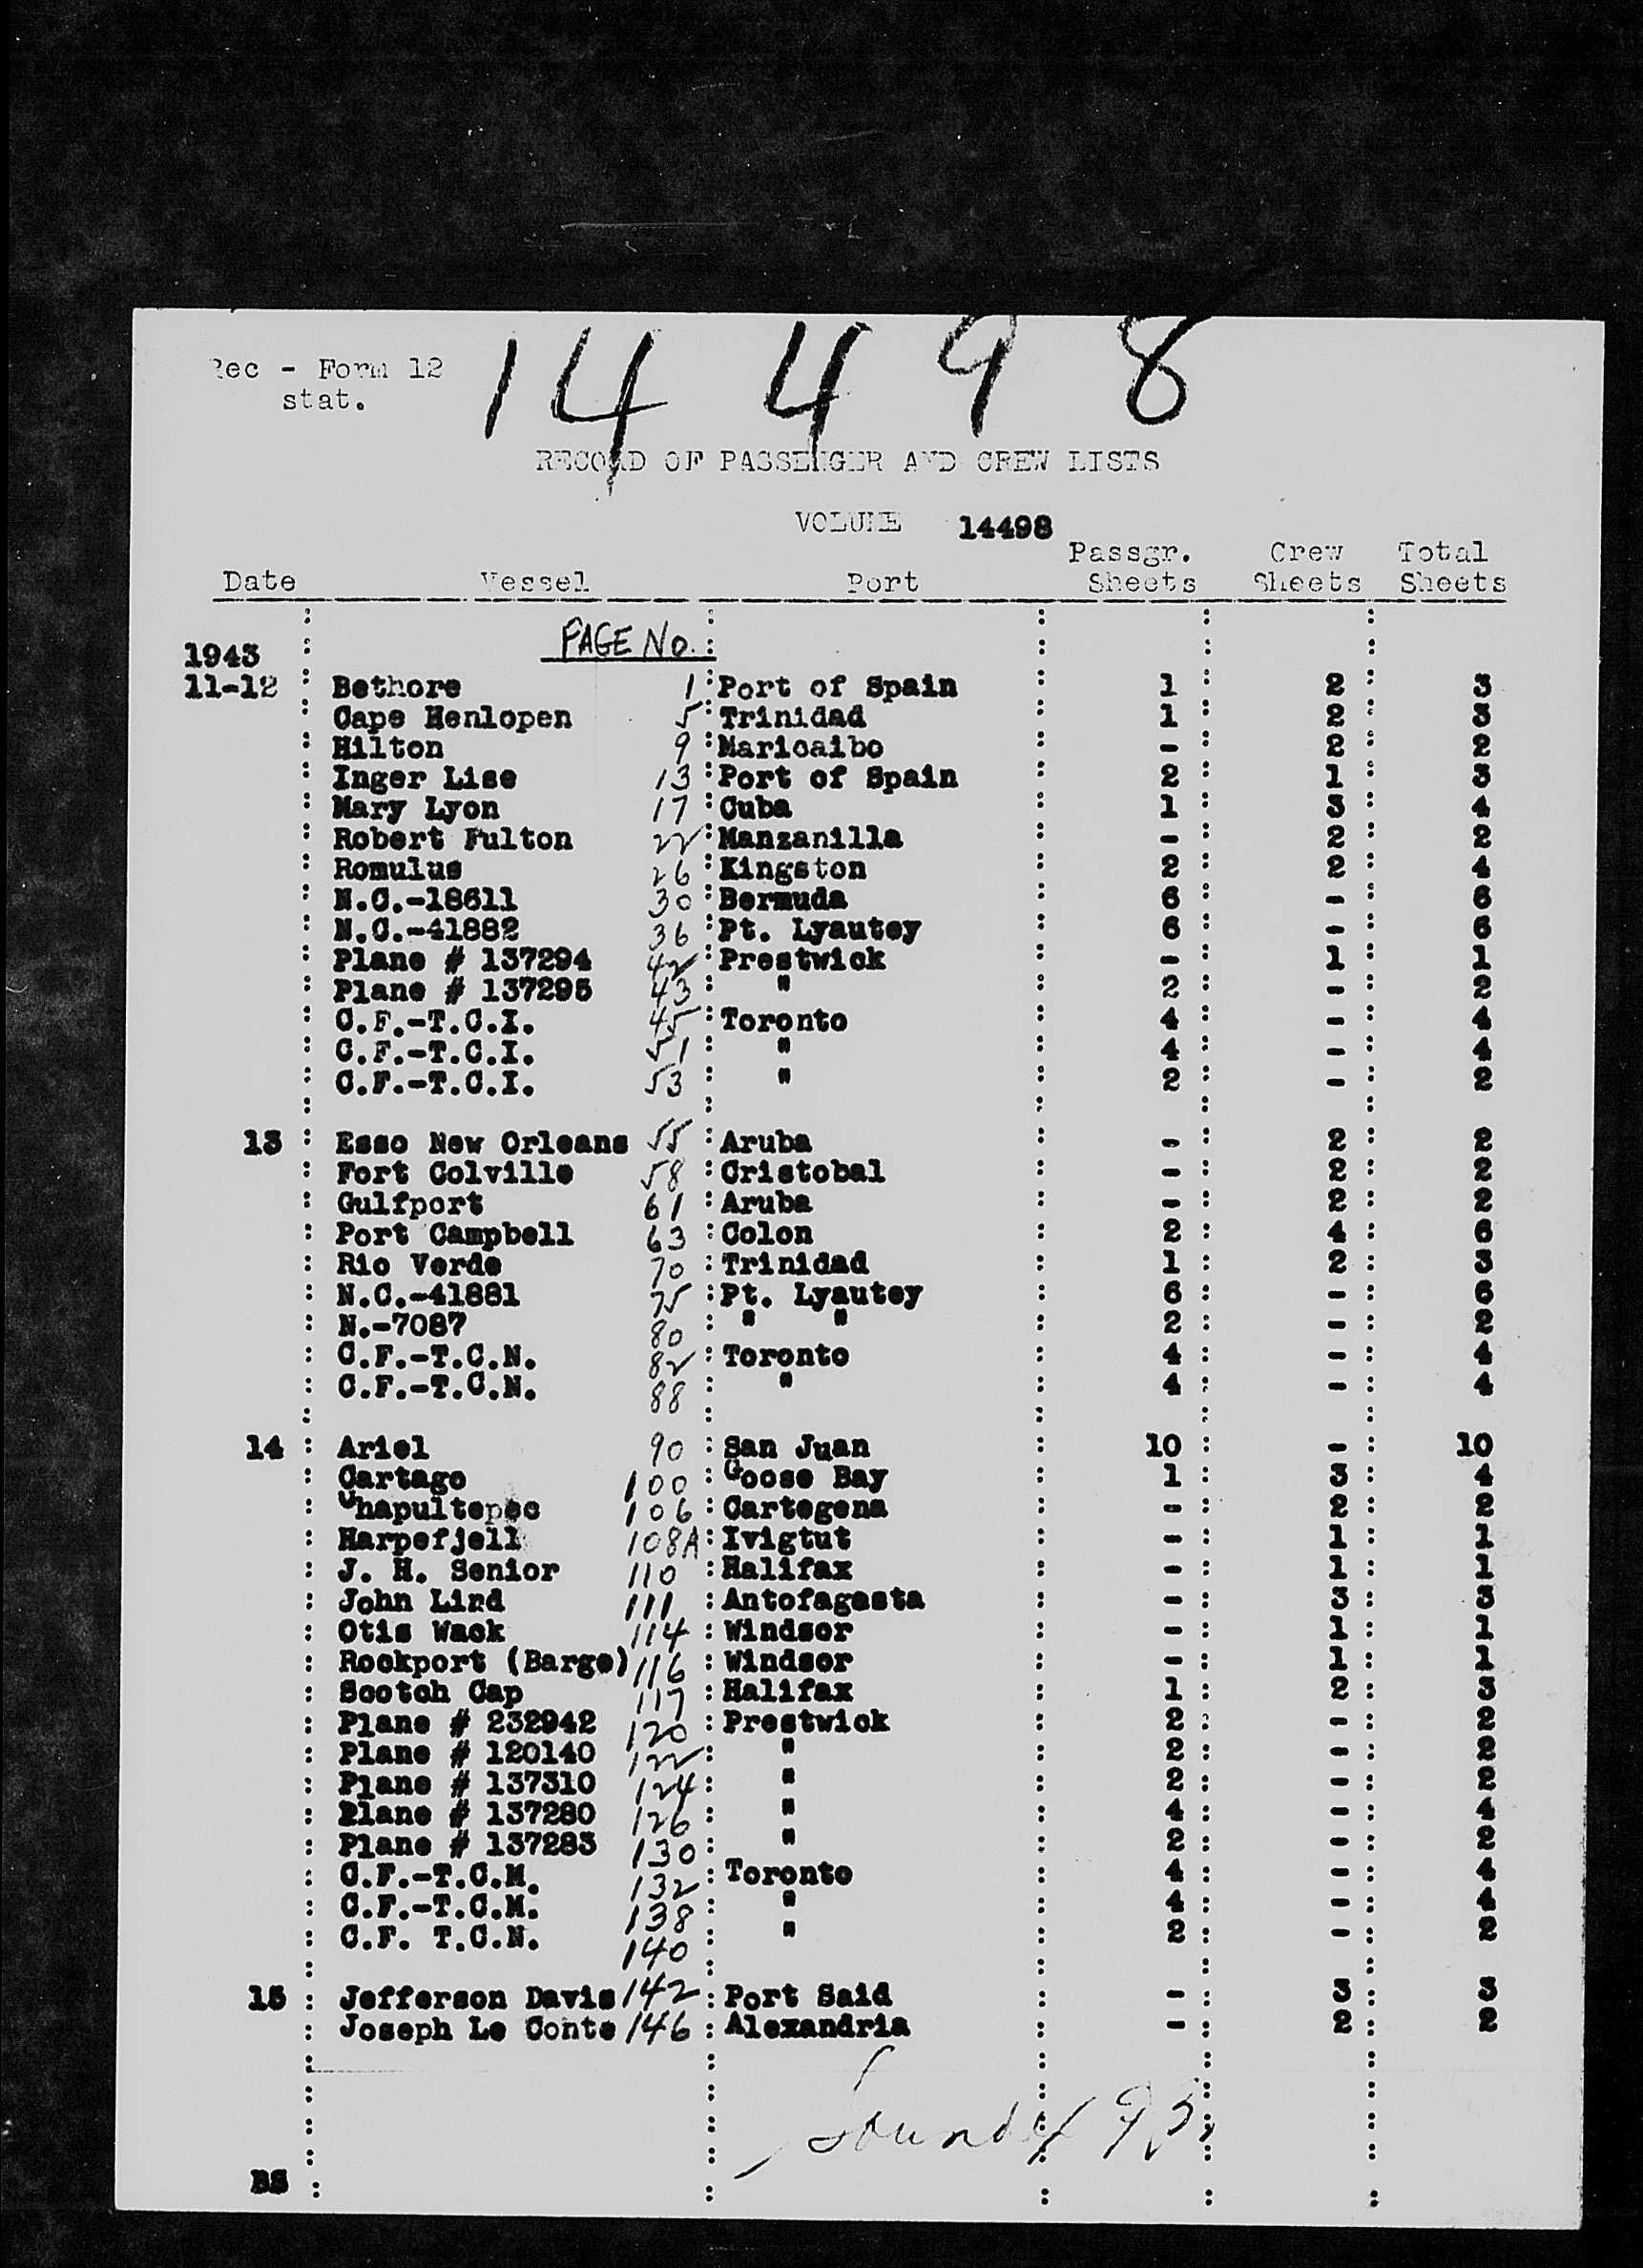 14498
Rec - Form 12
stat.
RECORD OF PASSENGER AND CREW LISTS
VOLUME 14498
Date Vessel Port Passgr. Sheets Crew Sheets Total Sheets
PAGE No.
1943
11-12 Bethore 1 Port of Spain 1 2 3
Cape Henlopen 5 Trinidad 1 2 3
Hilton 9 Maricaibo - 2 2
Inger Lise 13 Port of Spain 2 1 3
Mary Lyon 17 Cuba 1 3 4
Robert Fulton 22 Manzanilla - 2 2
Romulus 26 Kingston 2 2 4
N.C.-18611 30 Bermuda 6 - 6
N.C.-41882 36 Pt. Lyautey 6 - 6
Plane # 137294 42 Prestwick - 1 1
Plane # 137295 43 " 2 - 2
C.F.-T.C.I. 45 Toronto 4 - 4
C.F.-T.C.I. 51 " 4 - 4
C.F.-T.C.I. 53 " 2 - 2
13 Esso New Orleans 55 Aruba - 2 2
Fort Colville 58 Cristobal - 2 2
Gulfport 61 Aruba - 2 2
Port Campbell 63 Colon 2 4 6
Rio Verde 70 Trinidad 1 2 3
N.C.-41881 75 Pt. Lyautey 6 - 6
N.-7087 80 " " 2 - 2
C.F.-T.C.N. 82 Toronto 4 - 4
C.F.-T.C.N. 88 " 4 - 4
14 Ariel 90 San Juan 10 - 10
Cartago 100 Goose Bay 1 3 4
Chapultepec 106 Cartegena - 2 2
Harpefjell 108A Ivigtut - 1 1
J. H. Senior 110 Halifax - 1 1
John Lind 111 Antofagasta - 3 3
Otis Wack 114 Windsor - 1 1
Rockport (Barge) 116 Windsor - 1 1
Scotch Cap 117 Halifax 1 2 3
Plane # 232942 120 Prestwick 2 - 2
Plane # 120140 122 " 2 - 2
Plane # 137310 124 " 2 - 2
Plane # 137280 126 " 4 - 4
Plane # 137283 130 " 2 - 2
C.F.-T.C.M. 132 Toronto 4 - 4
C.F.-T.C.M. 138 " 4 - 4
C.F. T.C.N. 140 " 2 - 2
15 Jefferson Davis 142 Port Said - 3 3
Joseph Le Conte 146 Alexandria - 2 2
BS